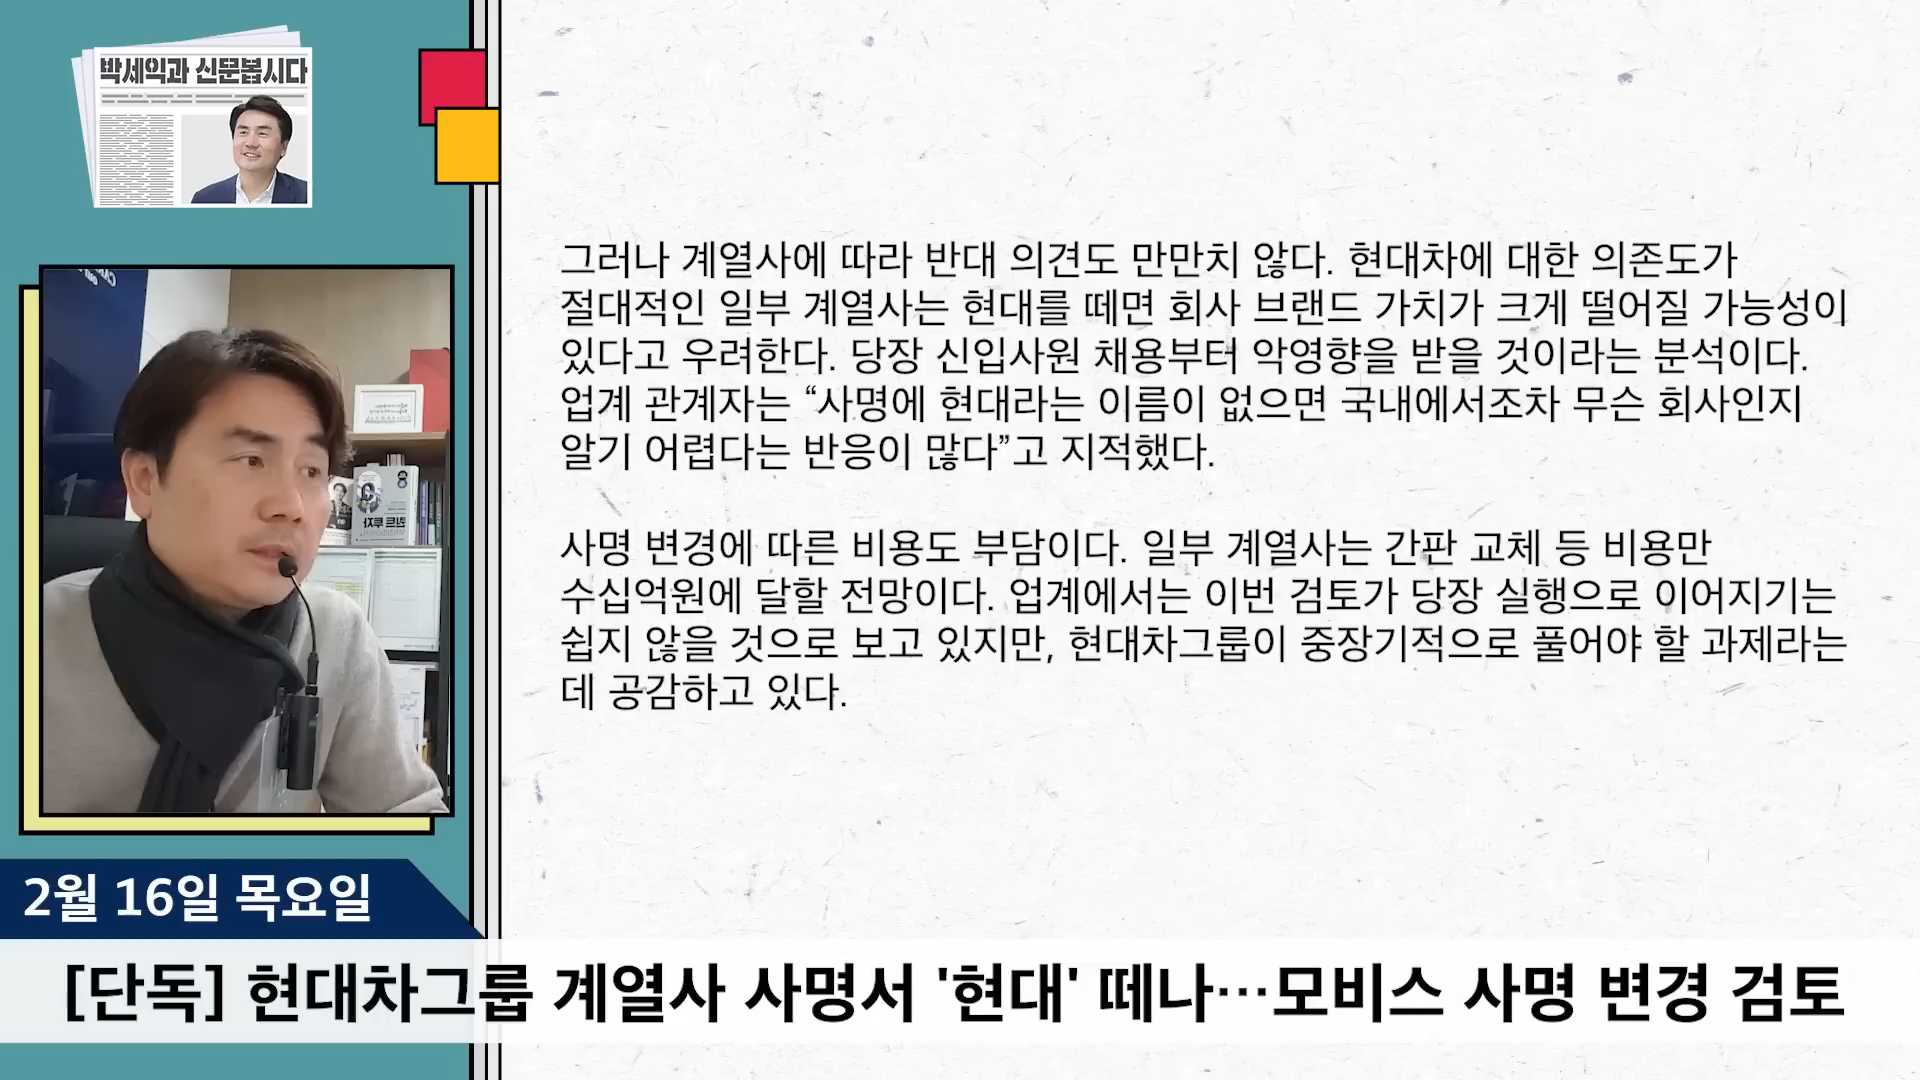 박세익과 신문봅시다
그러나 계열사에 따라 반대 의견도 만만치 않다. 현대차에 대한 의존도가
절대적인 일부 계열사는 현대를 떼면 회사 브랜드 가치가 크게 떨어질 가능성이
있다고 우려한다. 당장 신입사원 채용부터 악영향을 받을 것이라는 분석이다.
업계 관계자는 “사명에 현대라는 이름이 없으면 국내에서조차 무슨 회사인지
알기 어렵다는 반응이 많다”고 지적했다.
사명 변경에 따른 비용도 부담이다. 일부 계열사는 간판 교체 등 비용만
수십억원에 달할 전망이다. 업계에서는 이번 검토가 당장 실행으로 이어지기는
쉽지 않을 것으로 보고 있지만, 현대차그룹이 중장기적으로 풀어야 할 과제라는
데 공감하고 있다.
2월 16일 목요일
[단독] 현대차그룹 계열사 사명서 '현대' 떼나…모비스 사명 변경 검토